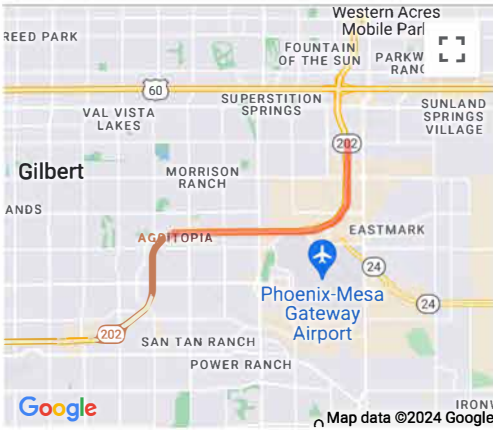 Western Acres
Mobile Par
REED PARK
FOUNTAIN
OF THE SUN
PARKW
RANC
60
SUPERSTITION
SPRINGS
VAL VISTA
LAKES
SUNLAND
SPRINGS
VILLAGE
202
Gilbert
MORRISON
RANCH
ANDS
AGRITOPIA
EASTMARK
24
Phoenix-Mesa
Gateway
Airport
24
202
SAN TAN RANCH
POWER RANCH
IRONW
Google
Map data ©2024 Google